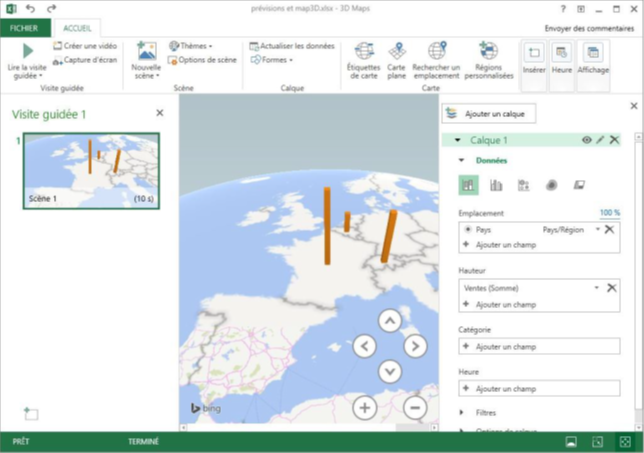 prévisions et map3D.xlsx - 3D Maps
FICHIER
ACCUEIL
Envoyer des commentaires
Lire la visite guidée
Créer une vidéo
Capture d'écran
Visite guidée
Nouvelle scène
Thèmes
Options de scène
Scène
Actualiser les données
Formes
Calque
Étiquettes de carte
Carte plane
Rechercher un emplacement
Régions personnalisées
Carte
Insérer
Heure
Affichage
Visite guidée 1
1
Scène 1
(10 s)
bing
Ajouter un calque
Calque 1
Données
Emplacement
100 %
Pays
Pays/Région
Ajouter un champ
Hauteur
Ventes (Somme)
Ajouter un champ
Catégorie
Ajouter un champ
Heure
Ajouter un champ
Filtres
Options de calque
PRÊT
TERMINÉ